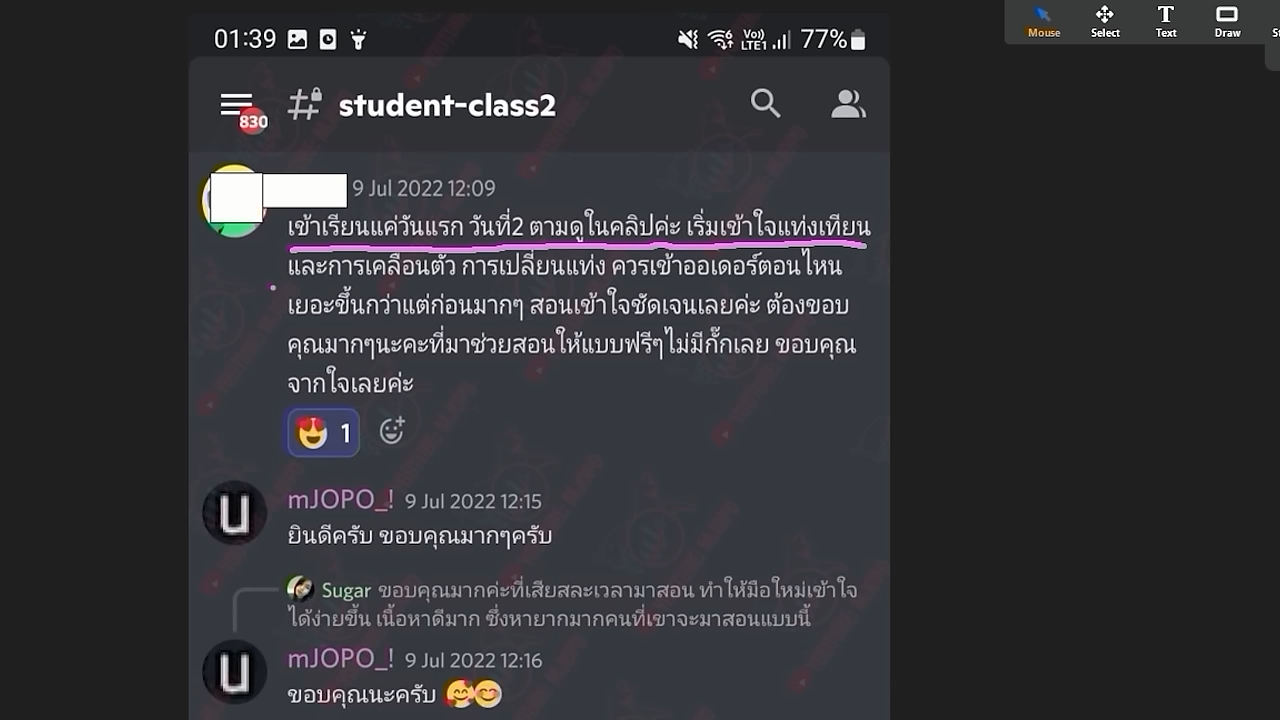 Mouse Select Text Draw
01:39 Vo) LTE1 77%
830 student-class2
9 Jul 2022 12:09
เข้าเรียนแค่วันแรก วันที่2 ตามดูในคลิปค่ะ เริ่มเข้าใจแท่งเทียน
และการเคลื่อนตัว การเปลี่ยนแท่ง ควรเข้าออเดอร์ตอนไหน
เยอะขึ้นกว่าแต่ก่อนมากๆ สอนเข้าใจชัดเจนเลยค่ะ ต้องขอบ
คุณมากๆนะคะที่มาช่วยสอนให้แบบฟรีๆไม่มีกั๊กเลย ขอบคุณ
จากใจเลยค่ะ
1
mJOPO_! 9 Jul 2022 12:15
ยินดีครับ ขอบคุณมากๆครับ
Sugar ขอบคุณมากค่ะที่เสียสละเวลามาสอน ทำให้มือใหม่เข้าใจ
ได้ง่ายขึ้น เนื้อหาดีมาก ซึ่งหายากมากคนที่เขาจะมาสอนแบบนี้
mJOPO_! 9 Jul 2022 12:16
ขอบคุณนะครับ